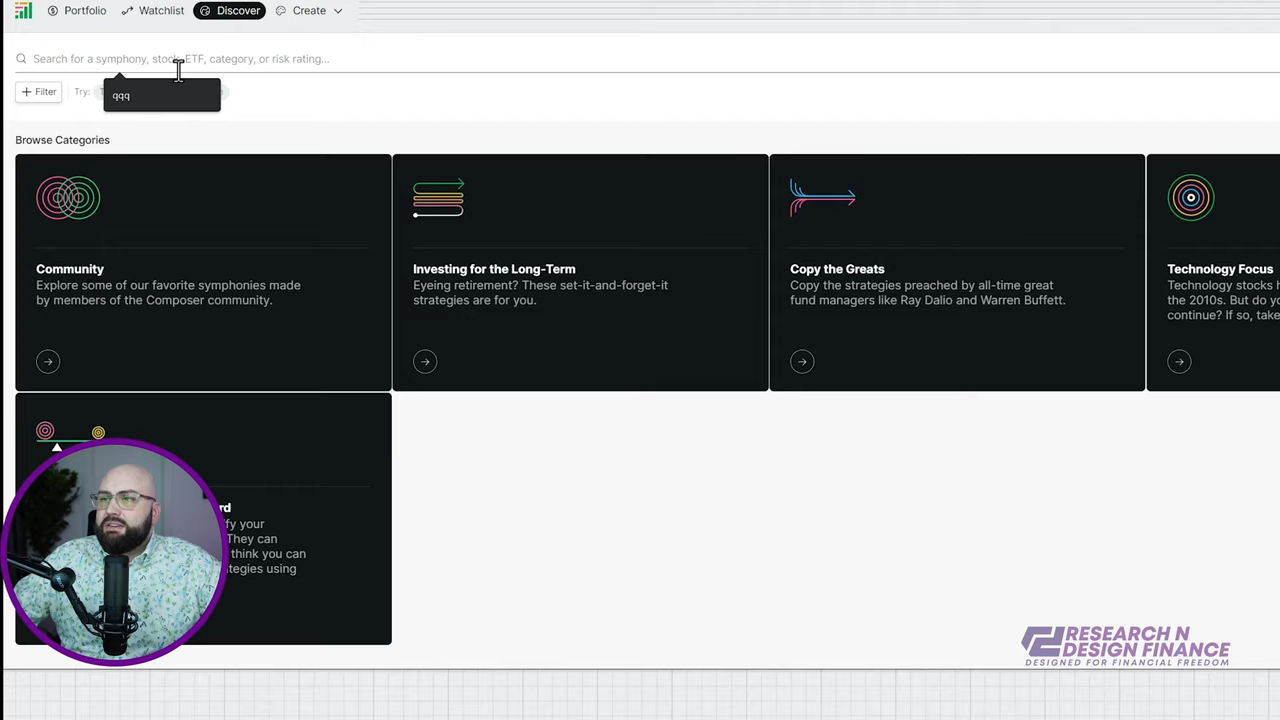 Portfolio
Watchlist
Discover
Create
Search for a symphony, stock, ETF, category, or risk rating...
Filter
Try:
qqq
Browse Categories
Community
Explore some of our favorite symphonies made
by members of the Composer community.
Investing for the Long-Term
Eyeing retirement? These set-it-and-forget-it
strategies are for you.
Copy the Greats
Copy the strategies preached by all-time great
fund managers like Ray Dalio and Warren Buffett.
Technology Focus
Technology stocks
the 2010s. But do
continue? If so, take
They can
think you can
using
RESEARCH N
DESIGN FINANCE
DESIGNED FOR FINANCIAL FREEDOM